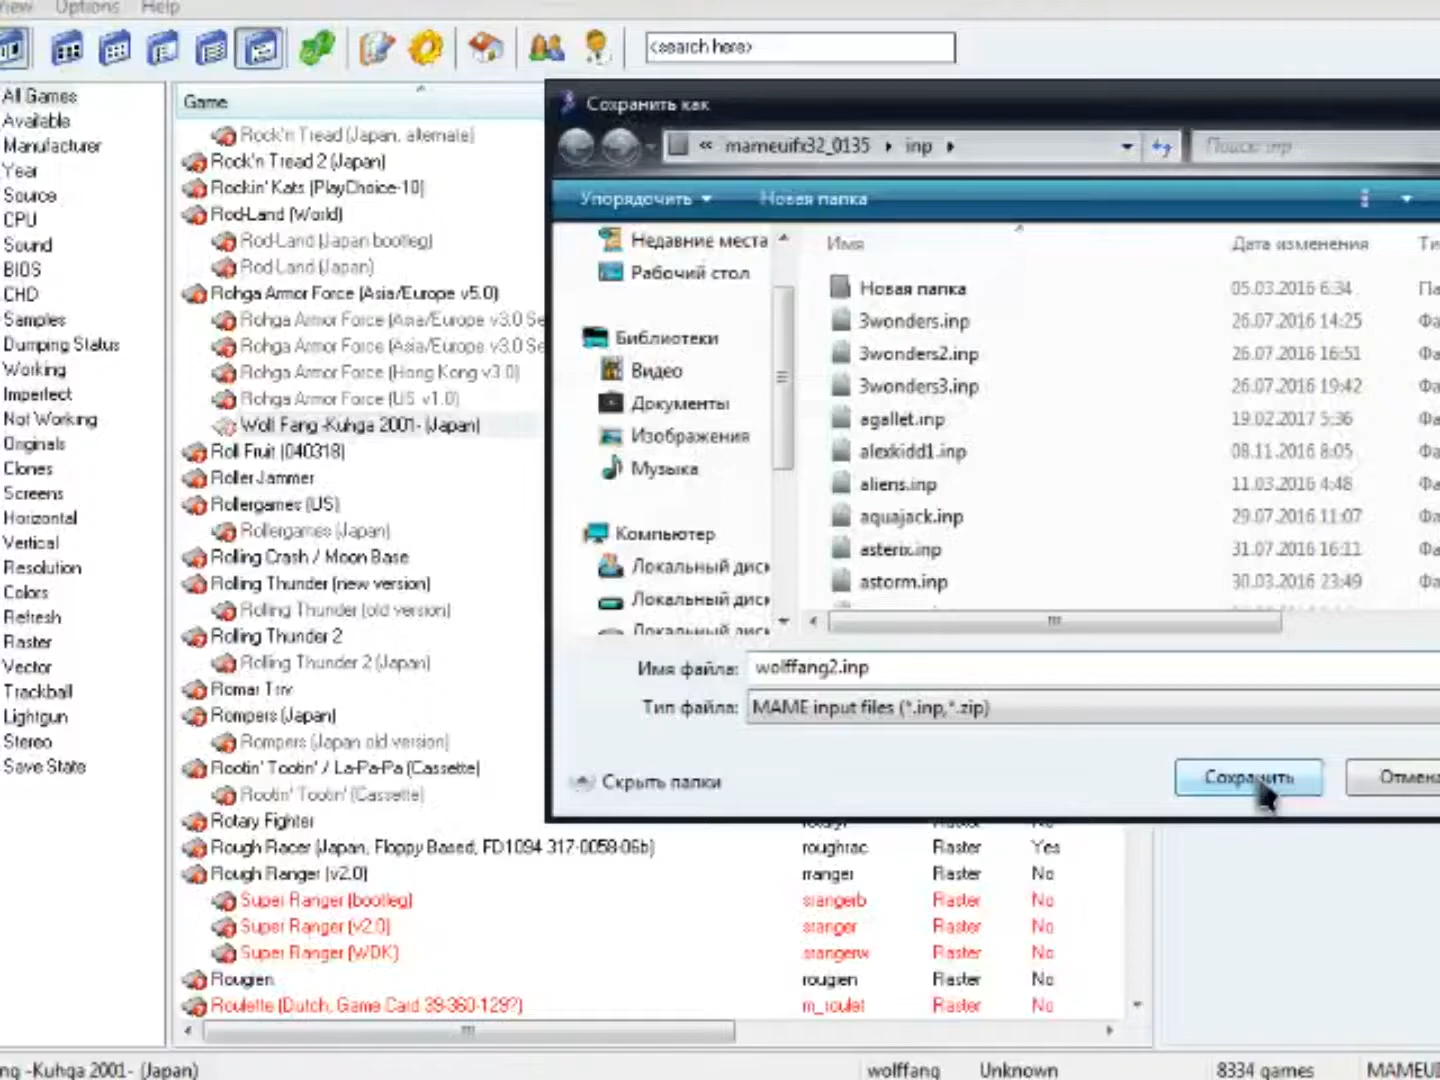 View Options Help
<search here>
All Games
Available
Manufacturer
Year
Source
CPU
Sound
BIOS
CHD
Samples
Dumping Status
Working
Imperfect
Not Working
Originals
Clones
Screens
Horizontal
Vertical
Resolution
Colors
Refresh
Raster
Vector
Trackball
Lightgun
Stereo
Save State
Game
Rock'n Tread (Japan, alternate)
Rock'n Tread 2 (Japan)
Rockin' Kats (PlayChoice-10)
Rod-Land (World)
Rod-Land (Japan bootleg)
Rod-Land (Japan)
Rohga Armor Force (Asia/Europe v5.0)
Rohga Armor Force (Asia/Europe v3.0 Se
Rohga Armor Force (Asia/Europe v3.0 Se
Rohga Armor Force (Hong Kong v3.0)
Rohga Armor Force (US v1.0)
Wolf Fang -Kuhga 2001- (Japan)
Roll Fruit (040318)
Roller Jammer
Rollergames (US)
Rollergames (Japan)
Rolling Crash / Moon Base
Rolling Thunder (new version)
Rolling Thunder (old version)
Rolling Thunder 2
Rolling Thunder 2 (Japan)
Romar Triv
Rompers (Japan)
Rompers (Japan old version)
Rootin' Tootin' / La-Pa-Pa (Cassette)
Rootin' Tootin' (Cassette)
Rotary Fighter
Rough Racer (Japan, Floppy Based, FD1094 317-0058-06b) roughrac Raster Yes
Rough Ranger (v2.0) rranger Raster No
Super Ranger (bootleg) srangerb Raster No
Super Ranger (v2.0) sranger Raster No
Super Ranger (WDK) srangerw Raster No
Rougien rougien Raster No
Roulette (Dutch, Game Card 39-360-129?) m_roulet Raster No
Сохранить как
« mameuifx32_0135 inp
Поиск: inp
Упорядочить Новая папка
Недавние места
Рабочий стол
Библиотеки
Видео
Документы
Изображения
Музыка
Компьютер
Локальный диск
Локальный диск
Локальный диск
Имя Дата изменения Ти
Новая папка 05.03.2016 6:34 Па
3wonders.inp 26.07.2016 14:25 Фа
3wonders2.inp 26.07.2016 16:51 Фа
3wonders3.inp 26.07.2016 19:42 Фа
agallet.inp 19.02.2017 5:36 Фа
alexkidd1.inp 08.11.2016 8:05 Фа
aliens.inp 11.03.2016 4:48 Фа
aquajack.inp 29.07.2016 11:07 Фа
asterix.inp 31.07.2016 16:11 Фа
astorm.inp 30.03.2016 23:49 Фа
Имя файла: wolffang2.inp
Тип файла: MAME input files (*.inp,*.zip)
Скрыть папки
Сохранить Отмена
ng -Kuhga 2001- (Japan) wolffang Unknown 8334 games MAMEUI